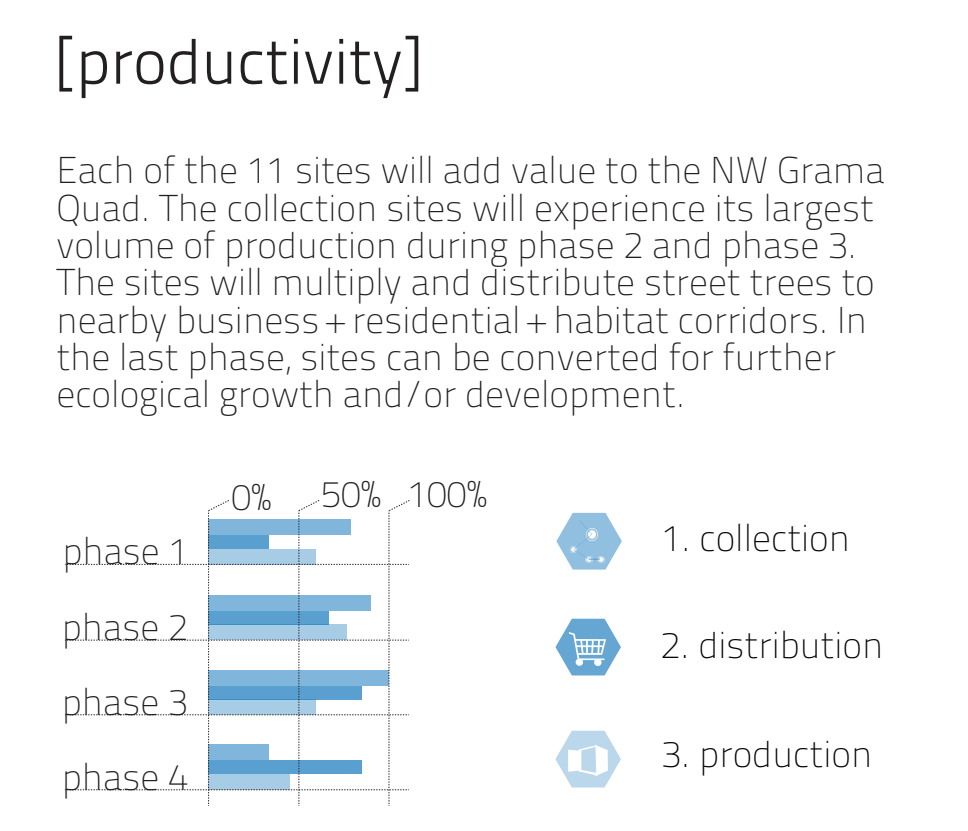 [productivity]
Each of the 11 sites will add value to the NW Grama
Quad. The collection sites will experience its largest
volume of production during phase 2 and phase 3.
The sites will multiply and distribute street trees to
nearby business+residential+habitat corridors. In
the last phase, sites can be converted for further
ecological growth and/or development.
0% 50% 100%
phase 1
phase 2
phase 3
phase 4
1. collection
2. distribution
3. production